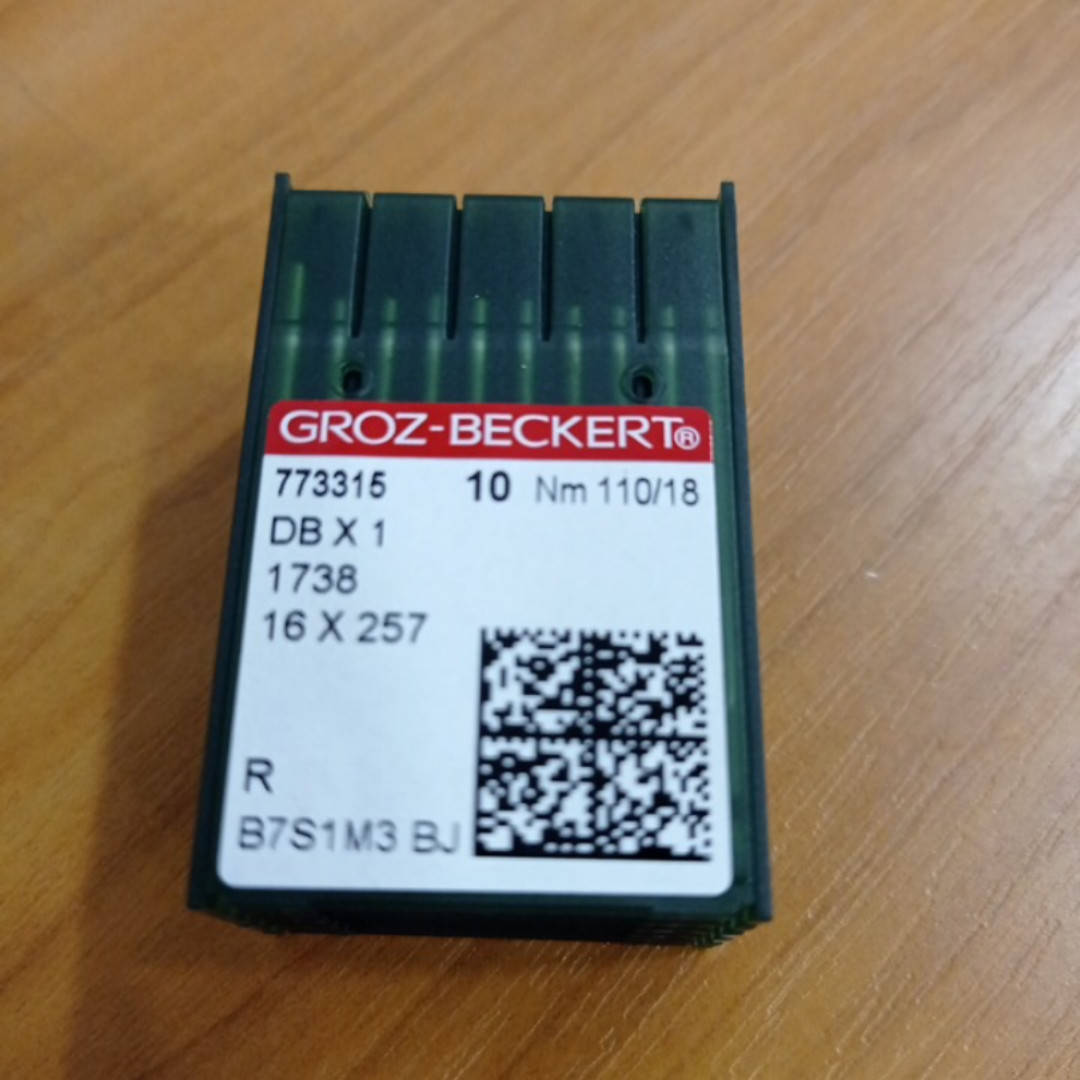 GROZ-BECKERT®
773315 10 Nm 110/18
DB X 1
1738
16 X 257
R
B7S1M3 BJ